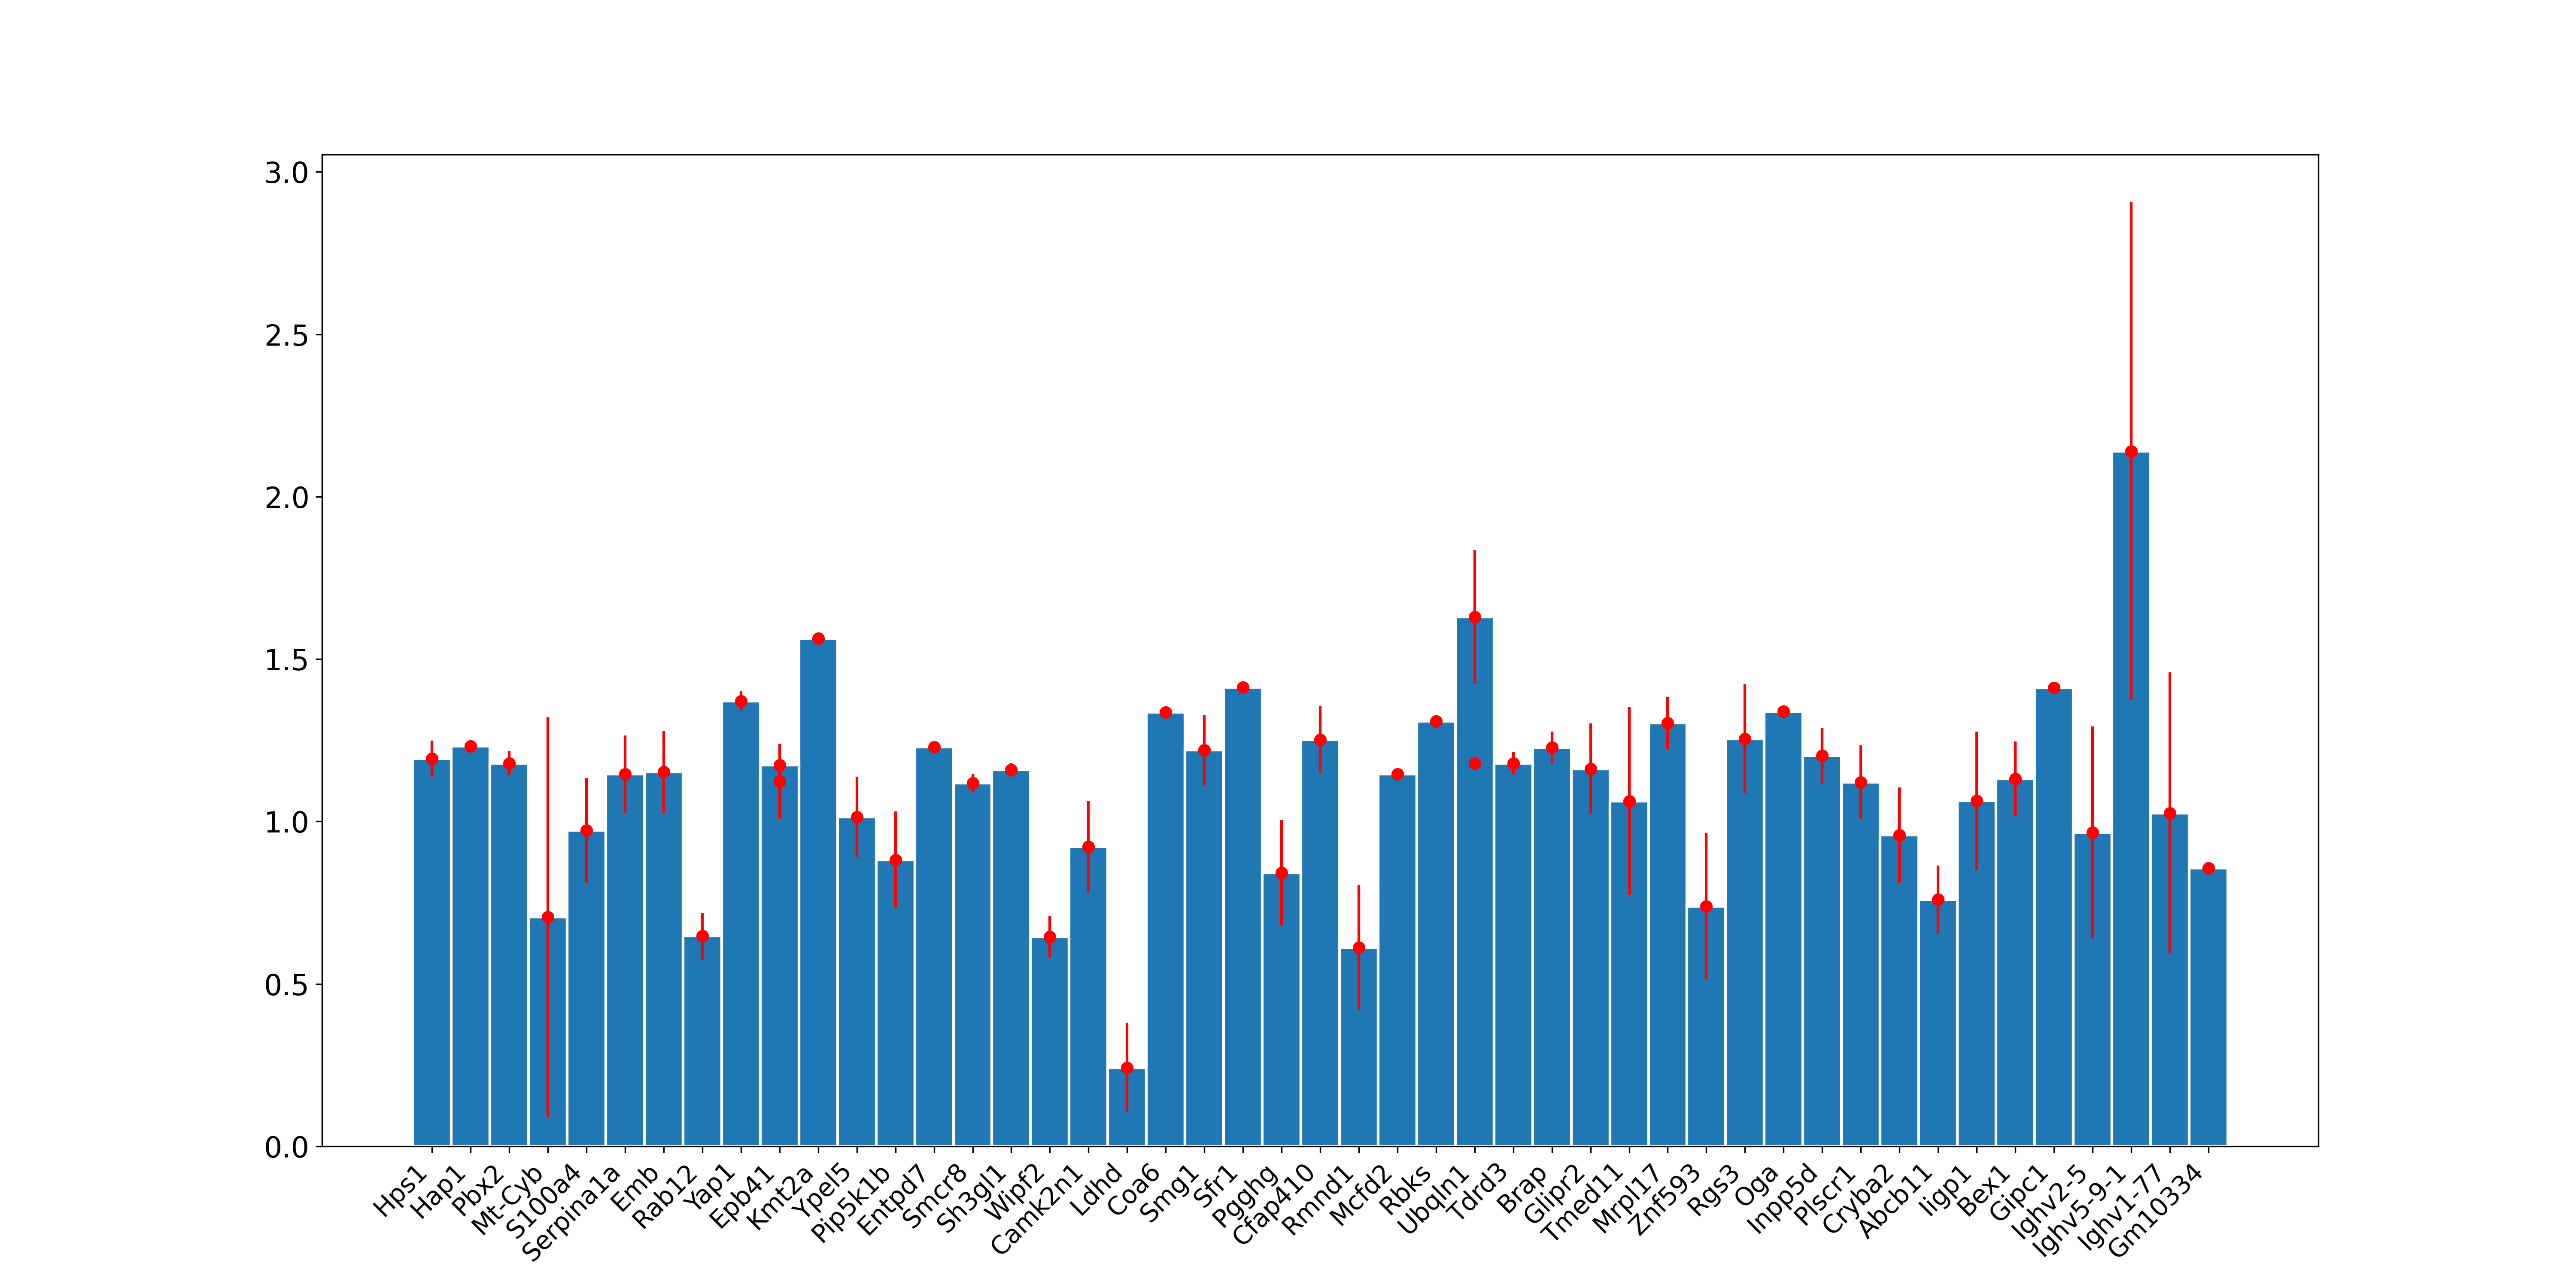 3.0
2.5
2.0
1.5
1.0
0.5
0.0
Hps1
Hap1
Pbx2
Mt-Cyb
S100a4
Serpina1a
Emb
Rab12
Yap1
Epb41
Kmt2a
Ypel5
Pip5k1b
Entpd7
Smcr8
Sh3gl1
Wipf2
Camk2n1
Ldhd
Coa6
Smg1
Sfr1
Pgghg
Cfap410
Rmnd1
Mcfd2
Rbks
Ubqln1
Tdrd3
Brap
Glipr2
Tmed11
Mrpl17
Znf593
Rgs3
Oga
Inpp5d
Plscr1
Cryba2
Abcb11
Iigp1
Bex1
Gipc1
Ighv2-5
Ighv5-9-1
Ighv1-77
Gm10334